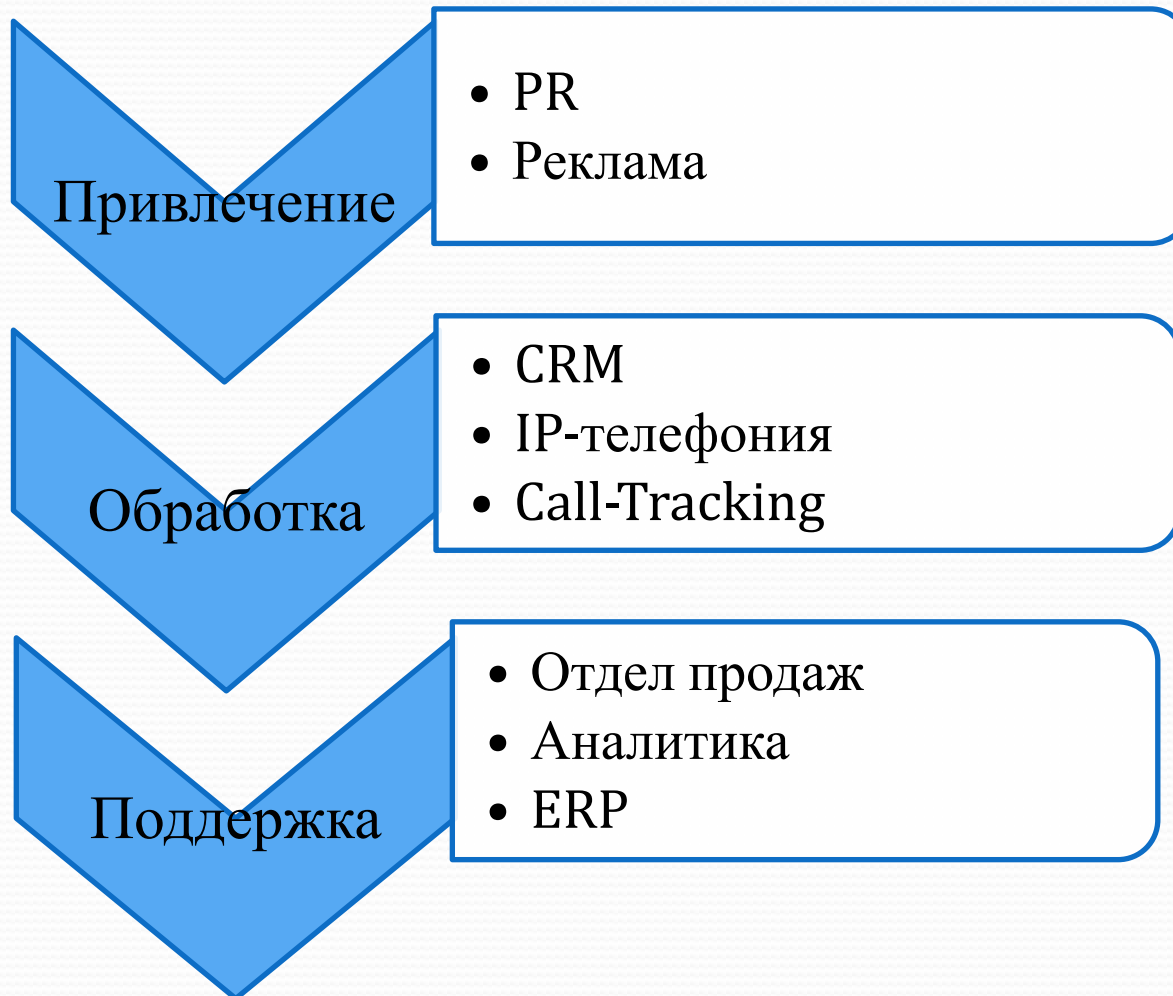 Привлечение
• PR
• Реклама
Обработка
• CRM
• IP-телефония
• Call-Tracking
Поддержка
• Отдел продаж
• Аналитика
• ERP